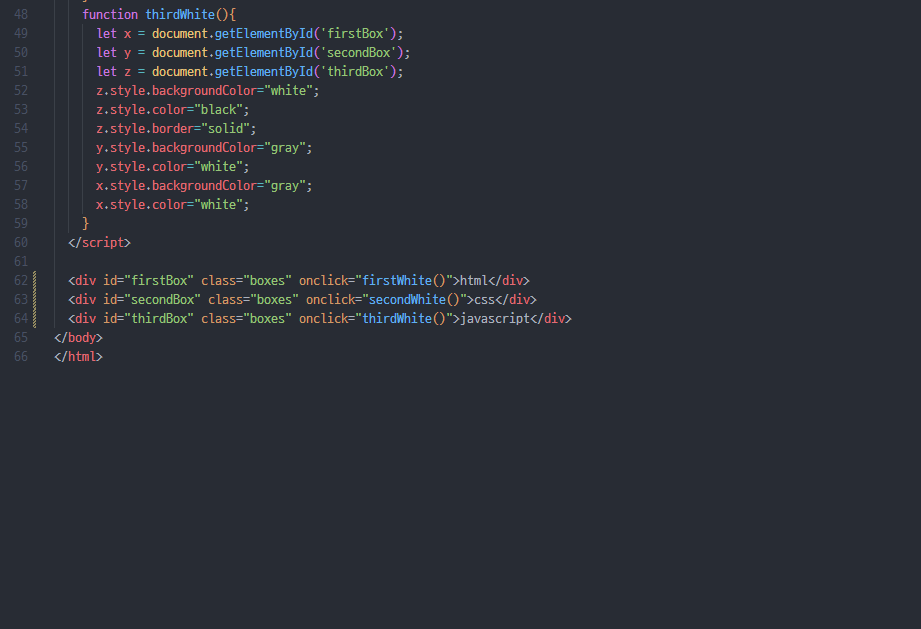 48 function thirdWhite(){
49 let x = document.getElementById('firstBox');
50 let y = document.getElementById('secondBox');
51 let z = document.getElementById('thirdBox');
52 z.style.backgroundColor="white";
53 z.style.color="black";
54 z.style.border="solid";
55 y.style.backgroundColor="gray";
56 y.style.color="white";
57 x.style.backgroundColor="gray";
58 x.style.color="white";
59 }
60 </script>
61
62 <div id="firstBox" class="boxes" onclick="firstWhite()">html</div>
63 <div id="secondBox" class="boxes" onclick="secondWhite()">css</div>
64 <div id="thirdBox" class="boxes" onclick="thirdWhite()">javascript</div>
65 </body>
66 </html>